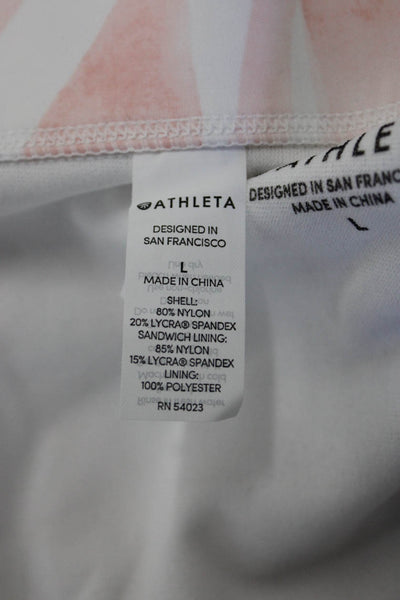 ATHLETA
DESIGNED IN
SAN FRANCISCO
L
MADE IN CHINA
SHELL:
80% NYLON
20% LYCRA® SPANDEX
SANDWICH LINING:
85% NYLON
15% LYCRA® SPANDEX
LINING:
100% POLYESTER
RN 54023
ATHLE
DESIGNED IN SAN FRANC
MADE IN CHINA
L